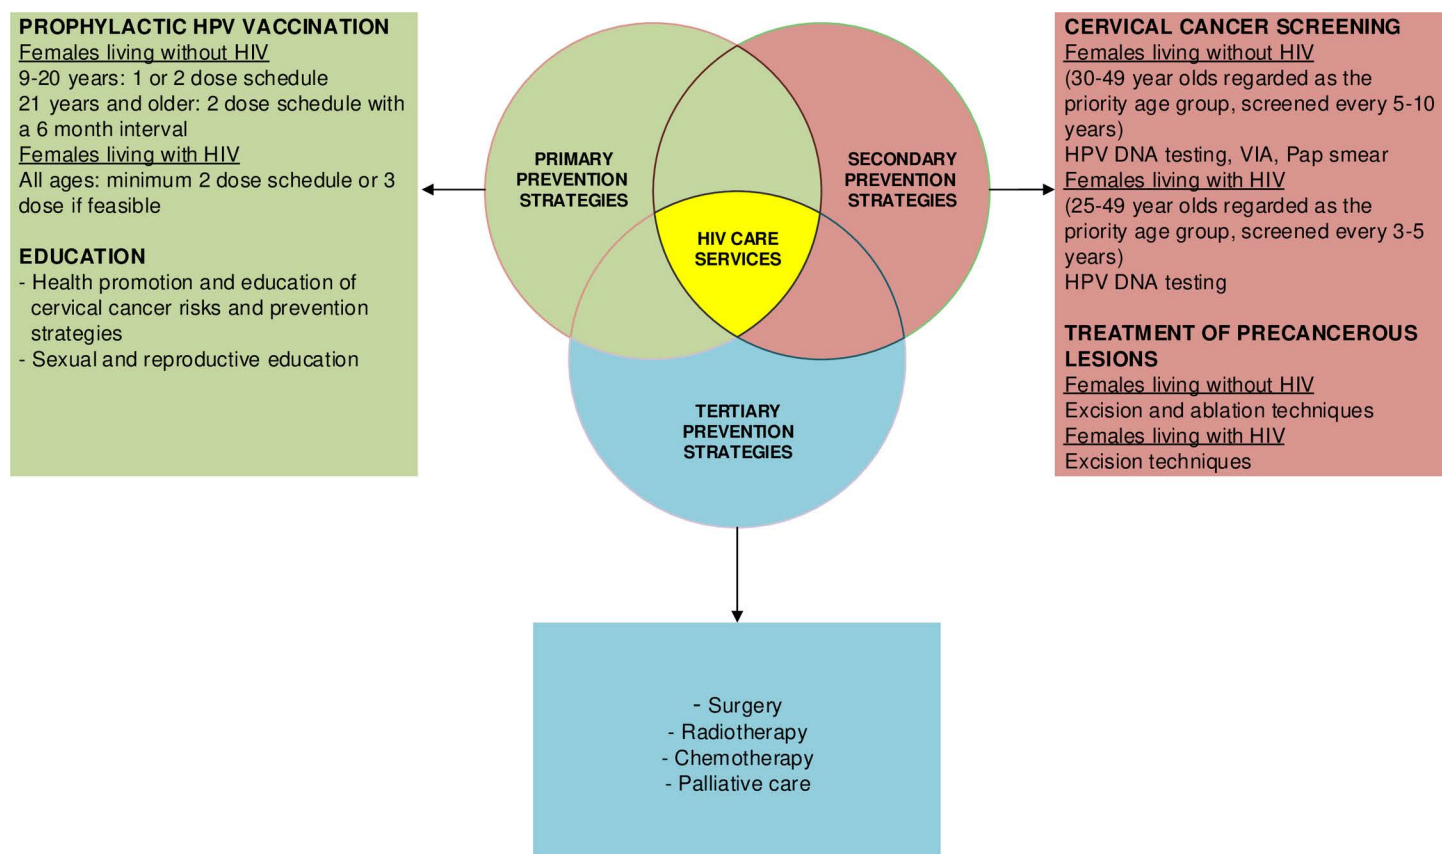 PROPHYLACTIC HPV VACCINATION
Females living without HIV
9-20 years: 1 or 2 dose schedule
21 years and older: 2 dose schedule with
a 6 month interval
Females living with HIV
All ages: minimum 2 dose schedule or 3
dose if feasible
EDUCATION
- Health promotion and education of
cervical cancer risks and prevention
strategies
- Sexual and reproductive education
PRIMARY
PREVENTION
STRATEGIES
SECONDARY
PREVENTION
STRATEGIES
HIV CARE
SERVICES
TERTIARY
PREVENTION
STRATEGIES
CERVICAL CANCER SCREENING
Females living without HIV
(30-49 year olds regarded as the
priority age group, screened every 5-10
years)
HPV DNA testing, VIA, Pap smear
Females living with HIV
(25-49 year olds regarded as the
priority age group, screened every 3-5
years)
HPV DNA testing
TREATMENT OF PRECANCEROUS
LESIONS
Females living without HIV
Excision and ablation techniques
Females living with HIV
Excision techniques
- Surgery
- Radiotherapy
- Chemotherapy
- Palliative care